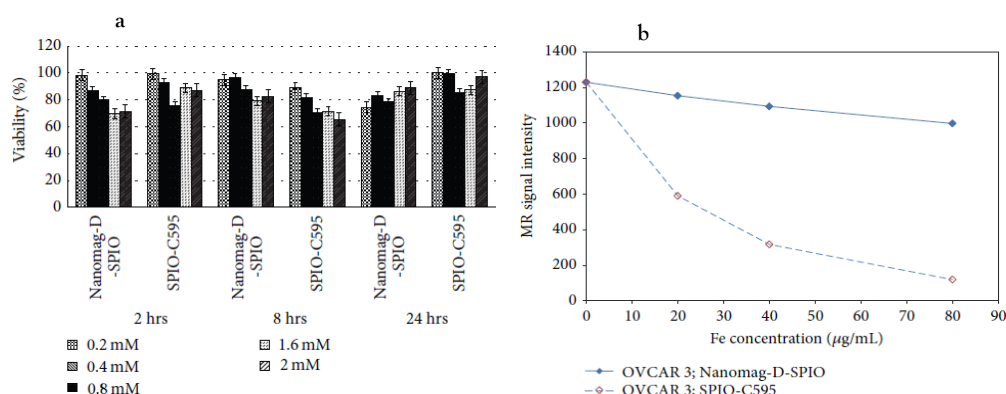 a
120
100
80
60
40
20
0
Viability (%)
Nanomag-D
-SPIO
SPIO-C595
Nanomag-D
-SPIO
SPIO-C595
Nanomag-D
-SPIO
SPIO-C595
2 hrs
8 hrs
24 hrs
0.2 mM
0.4 mM
0.8 mM
1.6 mM
2 mM
b
1400
1200
1000
800
600
400
200
0
MR signal intensity
0 10 20 30 40 50 60 70 80 90
Fe concentration (µg/mL)
OVCAR 3; Nanomag-D-SPIO
OVCAR 3; SPIO-C595